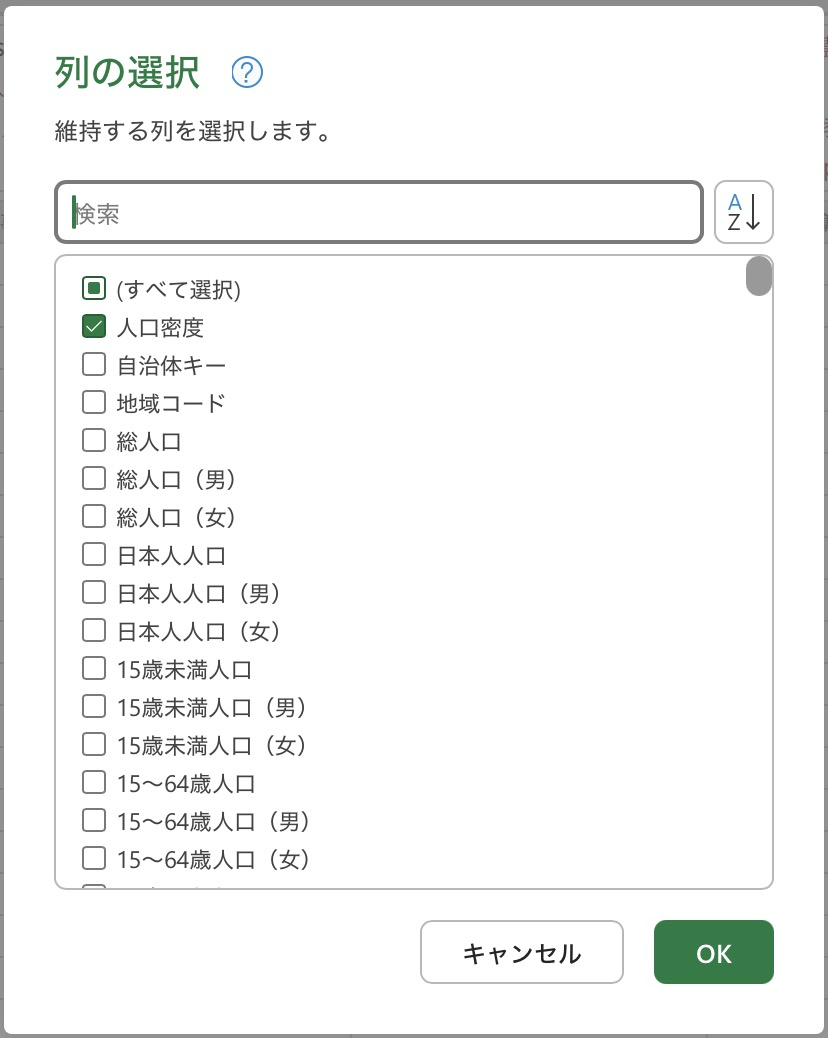 列の選択 ?
維持する列を選択します。
検索
A
Z
(すべて選択)
人口密度
自治体キー
地域コード
総人口
総人口（男）
総人口（女）
日本人人口
日本人人口（男）
日本人人口（女）
15歳未満人口
15歳未満人口（男）
15歳未満人口（女）
15～64歳人口
15～64歳人口（男）
15～64歳人口（女）
キャンセル
OK